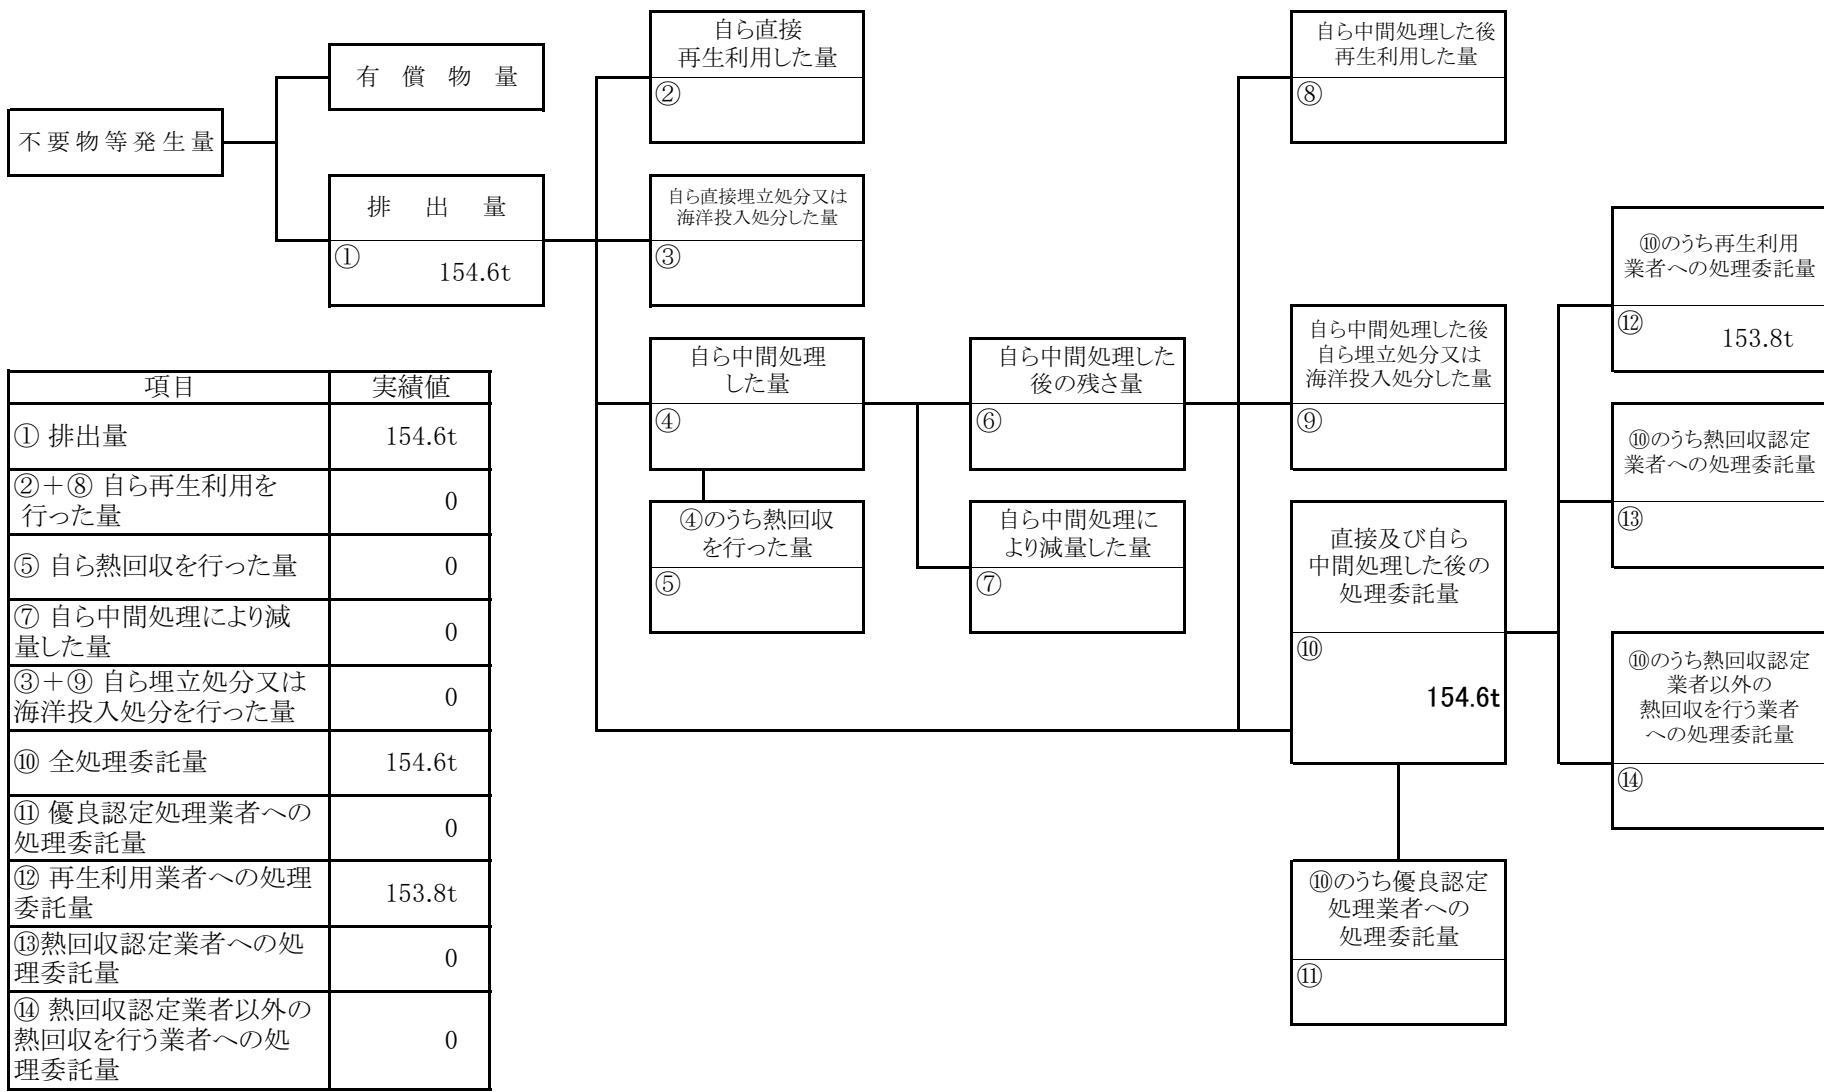 不要物等発生量
有償物量
排出量
①
154.6t
自ら直接
再生利用した量
②
自ら直接埋立処分又は
海洋投入処分した量
③
自ら中間処理
した量
④
④のうち熱回収
を行った量
⑤
自ら中間処理した
後の残さ量
⑥
自ら中間処理に
より減量した量
⑦
自ら中間処理した後
再生利用した量
⑧
自ら中間処理した後
自ら埋立処分又は
海洋投入処分した量
⑨
直接及び自ら
中間処理した後の
処理委託量
⑩
154.6t
⑩のうち優良認定
処理業者への
処理委託量
⑪
⑩のうち再生利用
業者への処理委託量
⑫
153.8t
⑩のうち熱回収認定
業者への処理委託量
⑬
⑩のうち熱回収認定
業者以外の
熱回収を行う業者
への処理委託量
⑭
項目 実績値
① 排出量 154.6t
②+⑧ 自ら再生利用を
行った量 0
⑤ 自ら熱回収を行った量 0
⑦ 自ら中間処理により減
量した量 0
③+⑨ 自ら埋立処分又は
海洋投入処分を行った量 0
⑩ 全処理委託量 154.6t
⑪ 優良認定処理業者への
処理委託量 0
⑫ 再生利用業者への処理
委託量 153.8t
⑬熱回収認定業者への処
理委託量 0
⑭ 熱回収認定業者以外の
熱回収を行う業者への処
理委託量 0